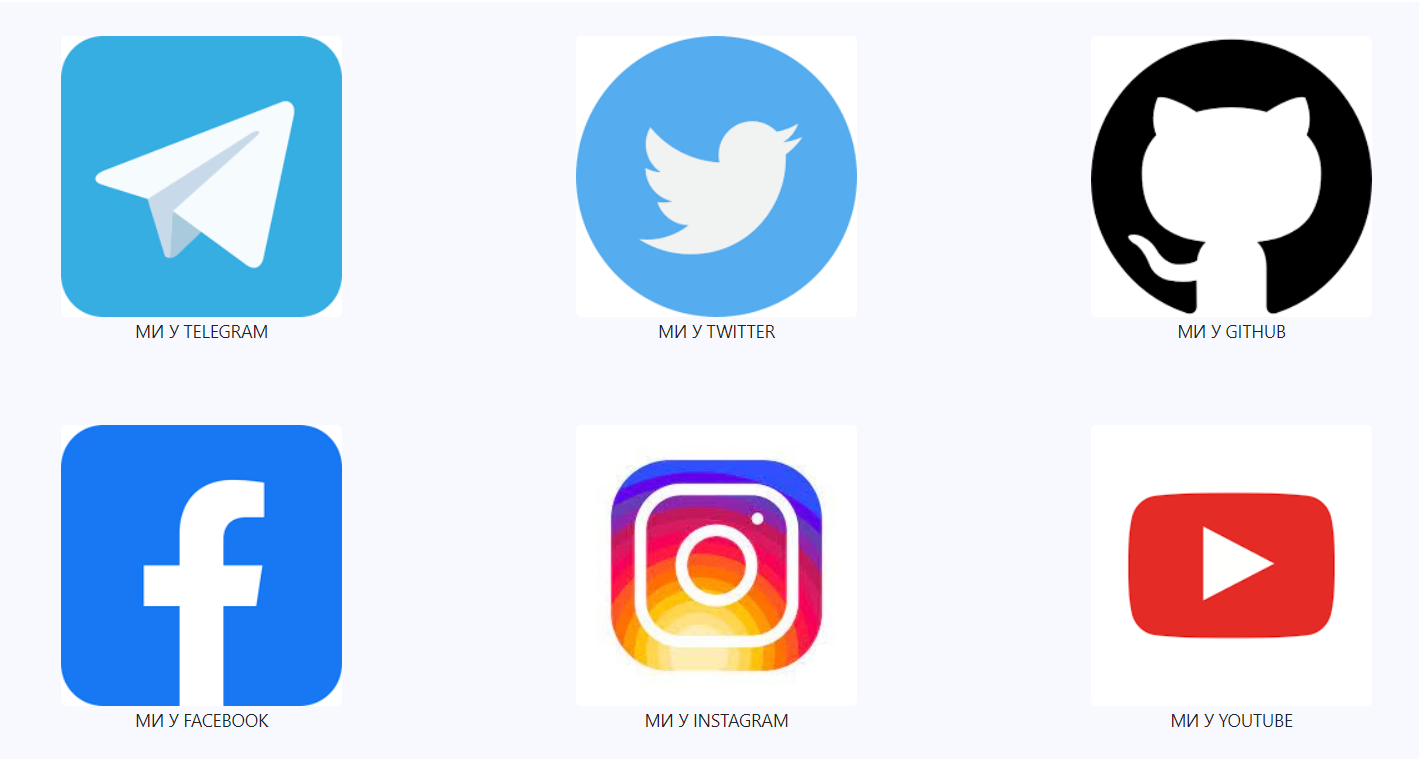 МИ У TELEGRAM
МИ У TWITTER
МИ У GITHUB
МИ У FACEBOOK
МИ У INSTAGRAM
МИ У YOUTUBE